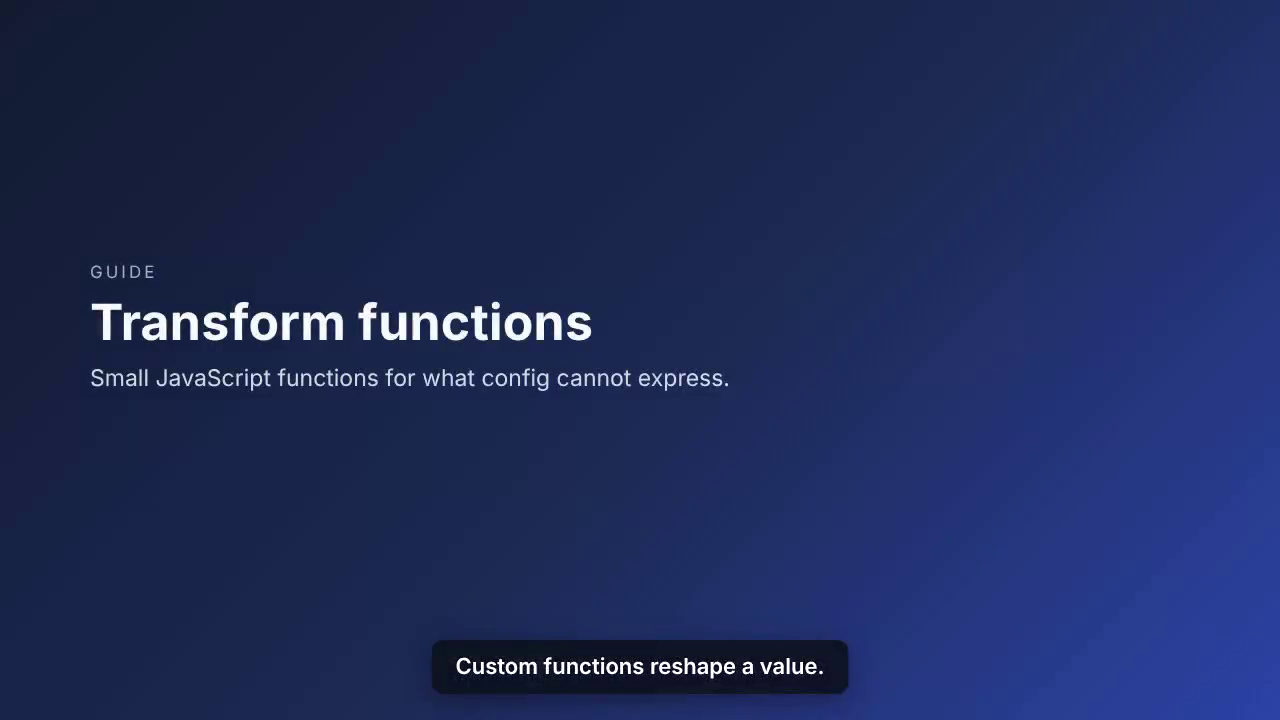 GUIDE
Transform functions
Small JavaScript functions for what config cannot express.
Custom functions reshape a value.